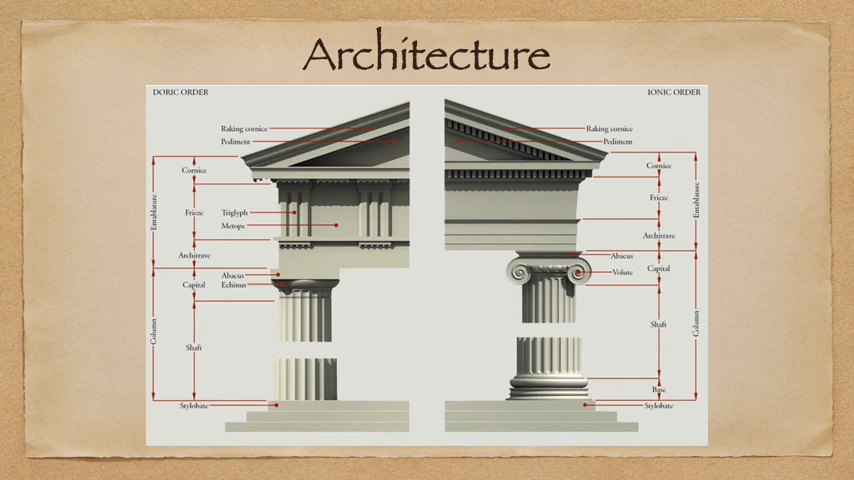 Architecture
DORIC ORDER
Raking cornice
Pediment
Cornice
Entablature
Frieze
Triglyph
Metope
Architrave
Abacus
Capital
Echinus
Column
Shaft
Stylobate
IONIC ORDER
Raking cornice
Pediment
Cornice
Entablature
Frieze
Architrave
Abacus
Capital
Volute
Column
Shaft
Base
Stylobate